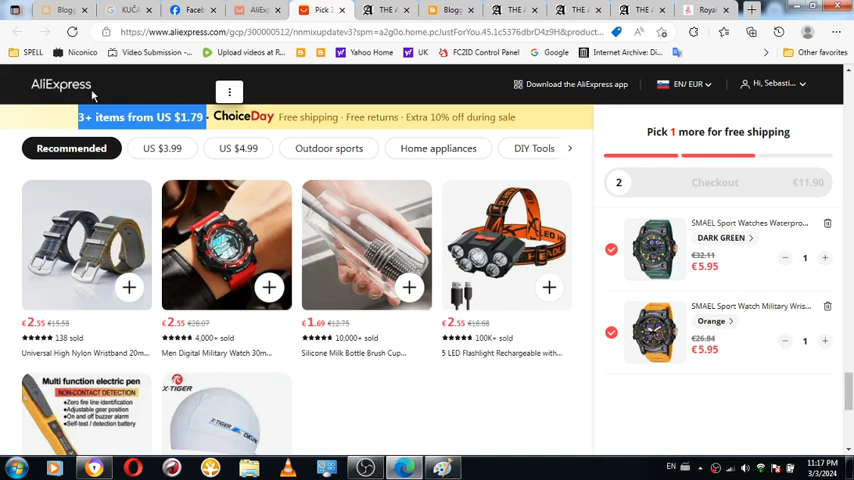 Blogg
KUČA
Faceb
AliEx
Pick 3
THE A
THE A
Blogg
THE A
THE A
THE A
Royal
https://www.aliexpress.com/gcp/300000512/nnmixupdatev3?spm=a2g0o.home.pcJustForYou.45.1c5376dbrD4z9H&product...
SPELL
Niconico
Video Submission -...
Upload videos at R...
Yahoo Home
UK
FC2ID Control Panel
Google
Internet Archive: Di...
Other favorites
AliExpress
Download the AliExpress app
EN/ EUR
Hi, Sebasti...
3+ items from US $1.79
ChoiceDay
Free shipping · Free returns · Extra 10% off during sale
Recommended
US $3.99
US $4.99
Outdoor sports
Home appliances
DIY Tools
€2.55 €15.58
138 sold
Universal High Nylon Wristband 20m...
€2.55 €28.07
4,000+ sold
Men Digital Military Watch 30m...
€1.69 €12.75
10,000+ sold
Silicone Milk Bottle Brush Cup...
€2.55 €18.68
100K+ sold
5 LED Flashlight Rechargeable with...
Multi function electric pen
NON-CONTACT DETECTION
Zero fire line identification
Adjustable gear position
On and off buzzer alarm
Self-test / detection battery
X-TIGER
Pick 1 more for free shipping
2
Checkout
€11.90
SMAEL Sport Watches Waterpro...
DARK GREEN
€32.11
€5.95
1
SMAEL Sport Watch Military Wris...
Orange
€26.84
€5.95
1
EN
11:17 PM
3/3/2024